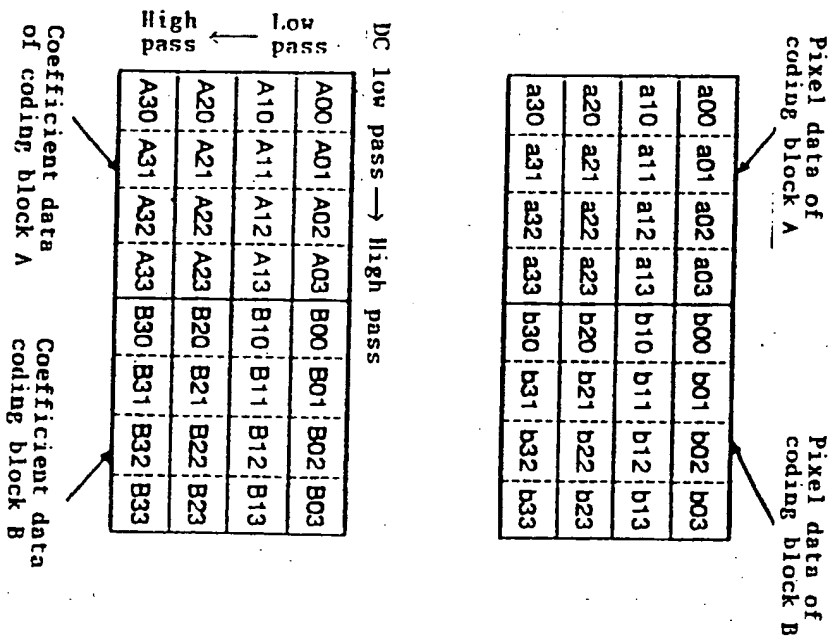 Pixel data of
coding block A
Pixel data of
coding block B
a00 a01 a02 a03 b00 b01 b02 b03
a10 a11 a12 a13 b10 b11 b12 b13
a20 a21 a22 a23 b20 b21 b22 b23
a30 a31 a32 a33 b30 b31 b32 b33
DC low pass → High pass
Low
pass
High
pass
A00 A01 A02 A03 B00 B01 B02 B03
A10 A11 A12 A13 B10 B11 B12 B13
A20 A21 A22 A23 B20 B21 B22 B23
A30 A31 A32 A33 B30 B31 B32 B33
Coefficient data
of coding block A
Coefficient data
coding block B